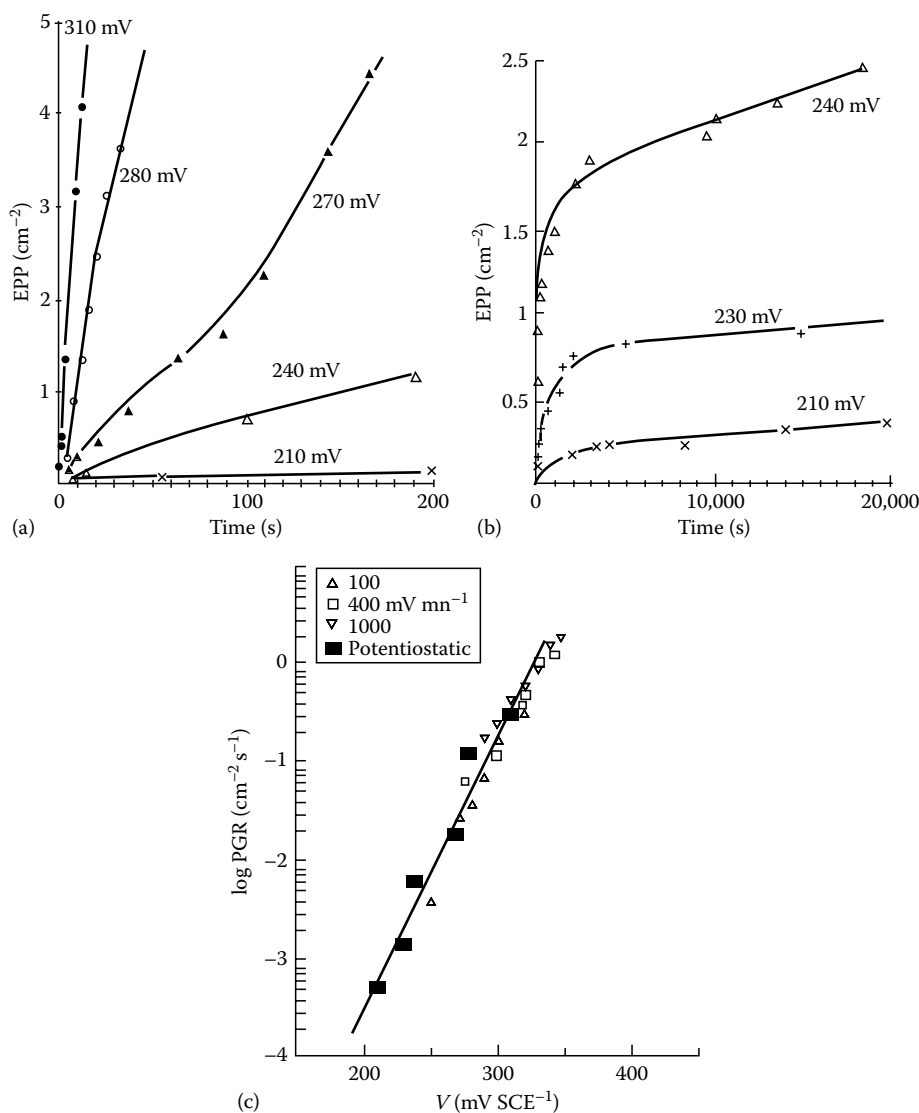 5
310 mV
4
280 mV
3
270 mV
EPP (cm−2)
2
240 mV
1
210 mV
0
100
200
(a)
Time (s)
2.5
240 mV
2
1.5
EPP (cm−2)
230 mV
1
210 mV
0.5
0
10,000
20,000
(b)
Time (s)
100
400 mV mn−1
1000
Potentiostatic
0
−1
log PGR (cm−2 s−1)
−2
−3
−4
200
300
400
(c)
V (mV SCE−1)